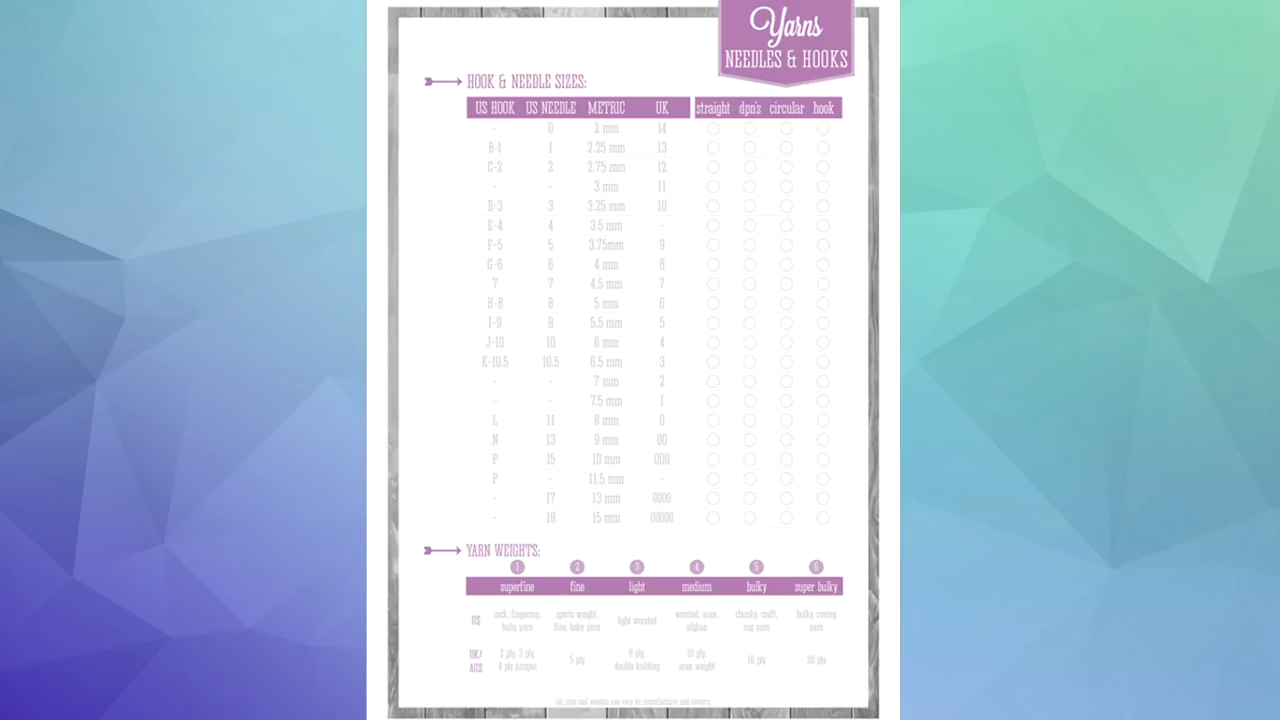 Yarns
NEEDLES & HOOKS
HOOK & NEEDLE SIZES:
US HOOK US NEEDLE METRIC UK straight dpn's circular hook
- 0 2 mm 14
B-1 1 2.25 mm 13
C-2 2 2.75 mm 12
- - 3 mm 11
D-3 3 3.25 mm 10
E-4 4 3.5 mm -
F-5 5 3.75mm 9
G-6 6 4 mm 8
7 7 4.5 mm 7
H-8 8 5 mm 6
I-9 9 5.5 mm 5
J-10 10 6 mm 4
K-10.5 10.5 6.5 mm 3
- - 7 mm 2
- - 7.5 mm 1
L 11 8 mm 0
N 13 9 mm 00
P 15 10 mm 000
P - 11.5 mm -
- 17 13 mm 0000
- 19 15 mm 00000
YARN WEIGHTS:
1 2 3 4 5 6
superfine fine light medium bulky super bulky
US sock, fingering, baby yarn sports weight, fine, baby yarn light worsted worsted, aran, afghan chunky, craft, rug yarn bulky, roving yarn
UK/AUS 2 ply, 3 ply, 4 ply jumper 5 ply 8 ply, double knitting 10 ply, aran weight 16 ply 20 ply